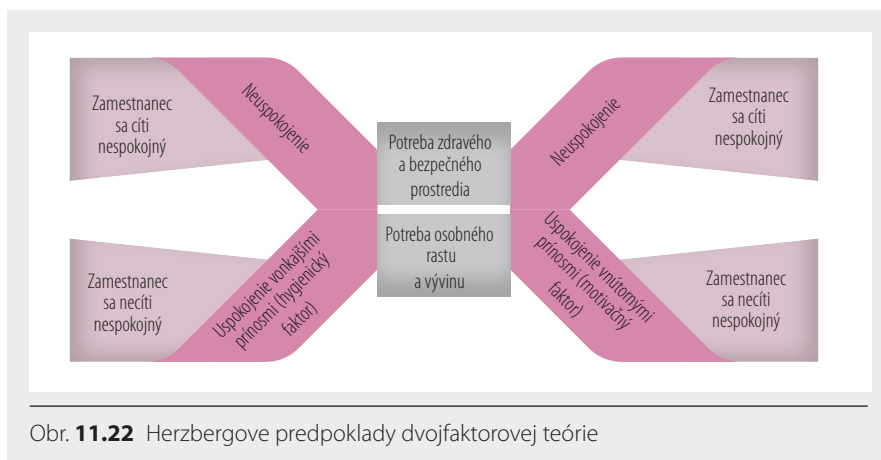 Zamestnanec
sa cíti
nespokojný
Neuspokojenie
Potreba zdravého
a bezpečného
prostredia
Neuspokojenie
Zamestnanec
sa cíti
nespokojný
Zamestnanec
sa necíti
nespokojný
Uspokojenie vonkajšími
prínosmi (hygienický
faktor)
Potreba osobného
rastu
a vývinu
Uspokojenie vnútornými
prínosmi (motivačný
faktor)
Zamestnanec
sa necíti
nespokojný
Obr. 11.22 Herzbergove predpoklady dvojfaktorovej teórie